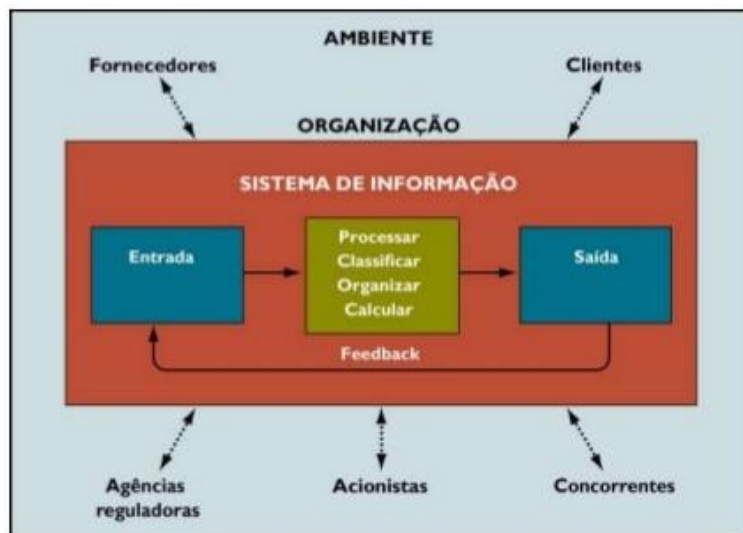 AMBIENTE
Fornecedores
Clientes
ORGANIZAÇÃO
SISTEMA DE INFORMAÇÃO
Entrada
Processar
Classificar
Organizar
Calcular
Saída
Feedback
Agências
reguladoras
Acionistas
Concorrentes